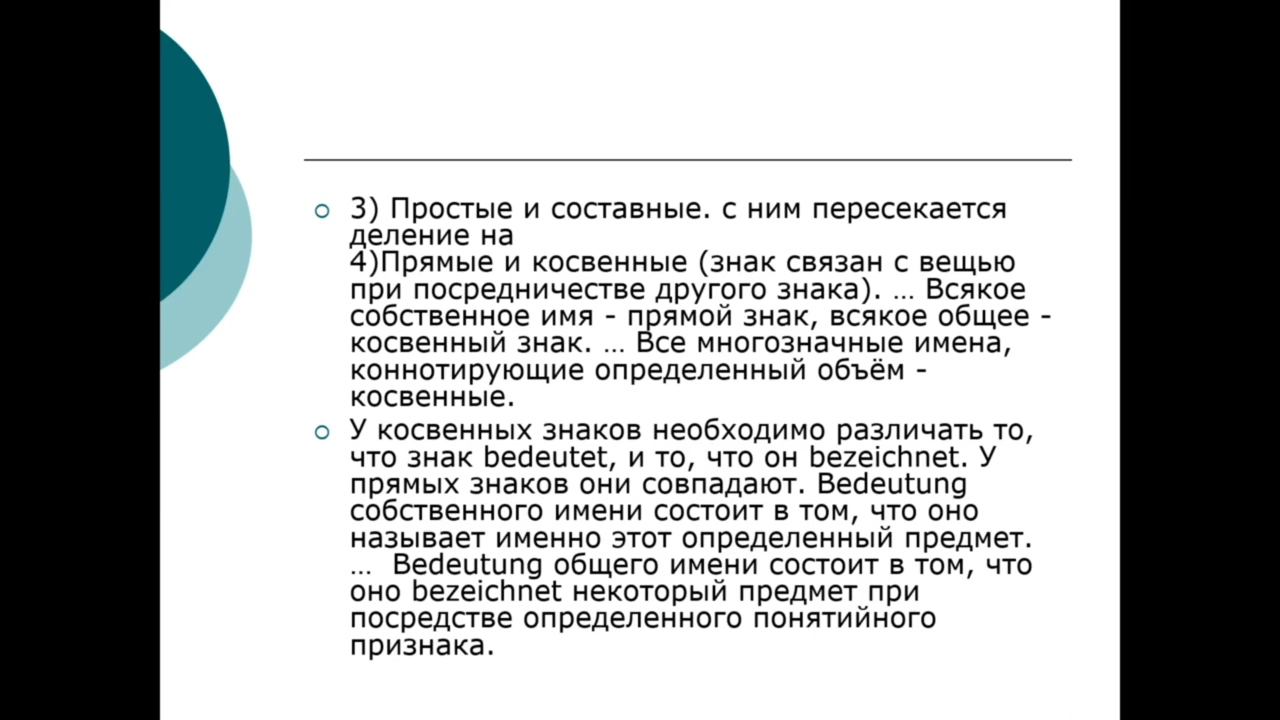 3) Простые и составные. с ним пересекается
деление на
4)Прямые и косвенные (знак связан с вещью
при посредничестве другого знака). … Всякое
собственное имя - прямой знак, всякое общее -
косвенный знак. … Все многозначные имена,
коннотирующие определенный объём -
косвенные.
У косвенных знаков необходимо различать то,
что знак bedeutet, и то, что он bezeichnet. У
прямых знаков они совпадают. Bedeutung
собственного имени состоит в том, что оно
называет именно этот определенный предмет.
… Bedeutung общего имени состоит в том, что
оно bezeichnet некоторый предмет при
посредстве определенного понятийного
признака.